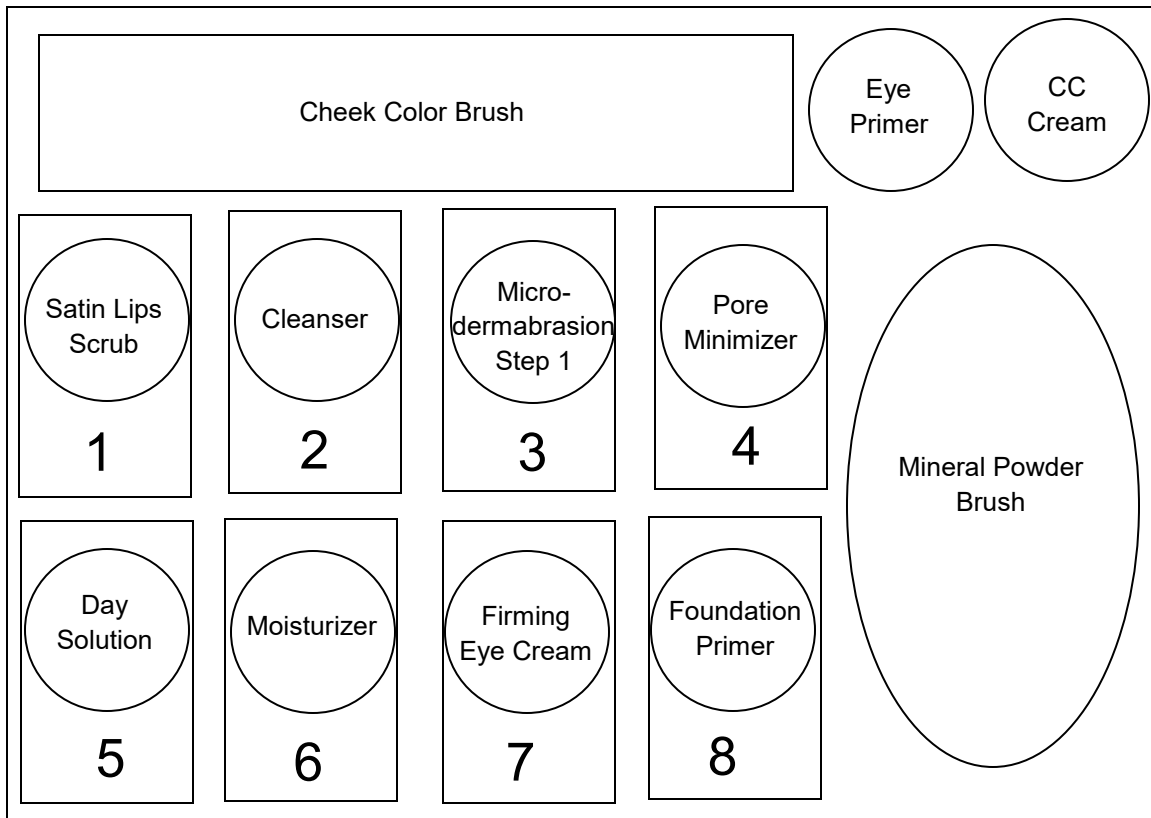 Cheek Color Brush
Eye
Primer
CC
Cream
Satin Lips
Scrub
1
Cleanser
2
Micro-
dermabrasion
Step 1
3
Pore
Minimizer
4
Mineral Powder
Brush
Day
Solution
5
Moisturizer
6
Firming
Eye Cream
7
Foundation
Primer
8